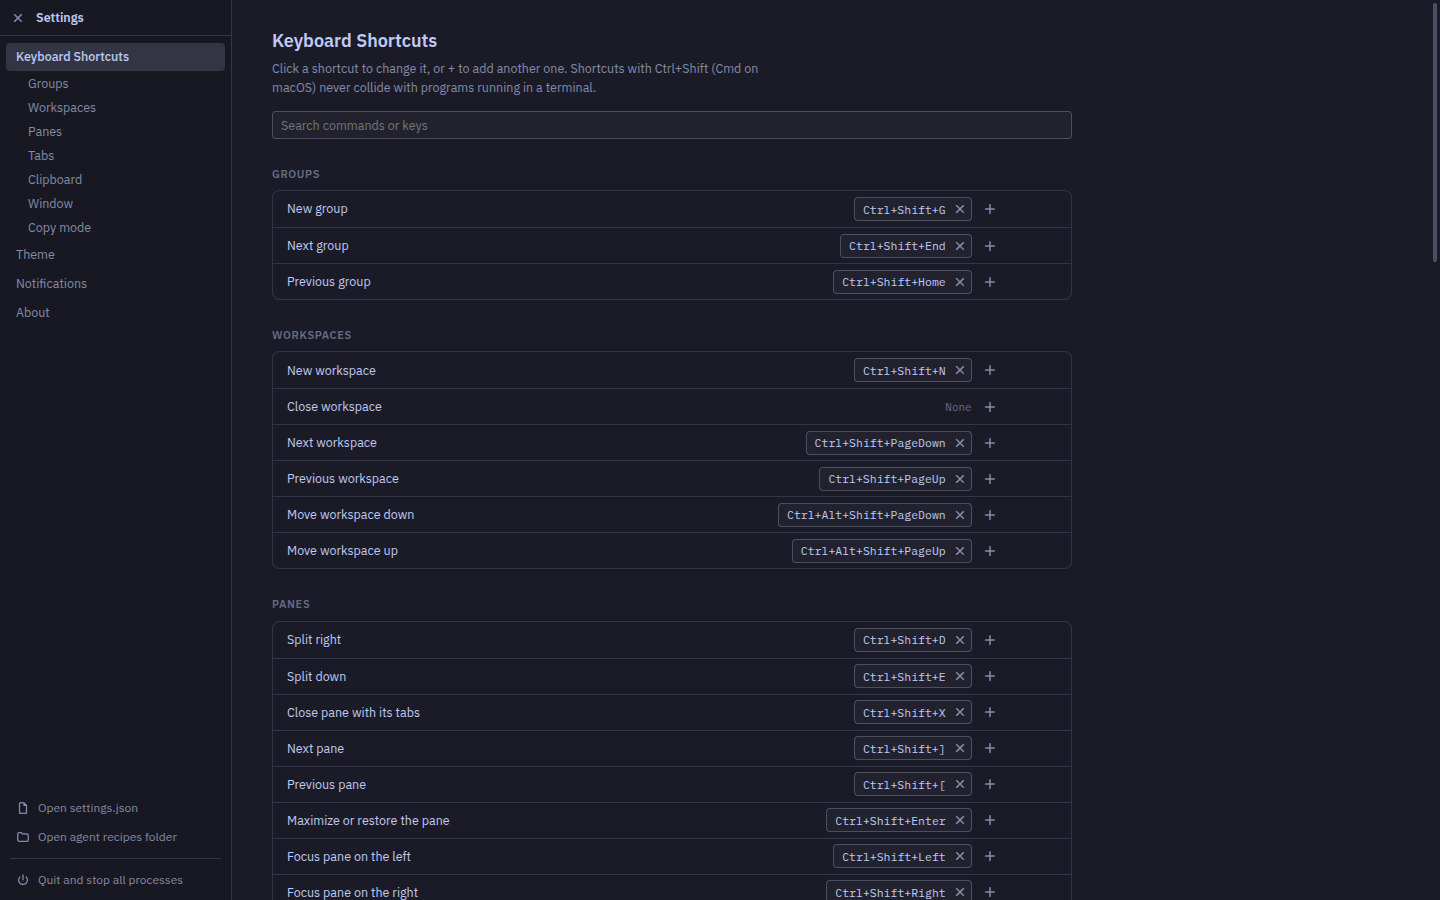 Settings
Keyboard Shortcuts
Groups
Workspaces
Panes
Tabs
Clipboard
Window
Copy mode
Theme
Notifications
About
Open settings.json
Open agent recipes folder
Quit and stop all processes
Keyboard Shortcuts
Click a shortcut to change it, or + to add another one. Shortcuts with Ctrl+Shift (Cmd on
macOS) never collide with programs running in a terminal.
Search commands or keys
GROUPS
New group Ctrl+Shift+G
Next group Ctrl+Shift+End
Previous group Ctrl+Shift+Home
WORKSPACES
New workspace Ctrl+Shift+N
Close workspace None
Next workspace Ctrl+Shift+PageDown
Previous workspace Ctrl+Shift+PageUp
Move workspace down Ctrl+Alt+Shift+PageDown
Move workspace up Ctrl+Alt+Shift+PageUp
PANES
Split right Ctrl+Shift+D
Split down Ctrl+Shift+E
Close pane with its tabs Ctrl+Shift+X
Next pane Ctrl+Shift+]
Previous pane Ctrl+Shift+[
Maximize or restore the pane Ctrl+Shift+Enter
Focus pane on the left Ctrl+Shift+Left
Focus pane on the right Ctrl+Shift+Right